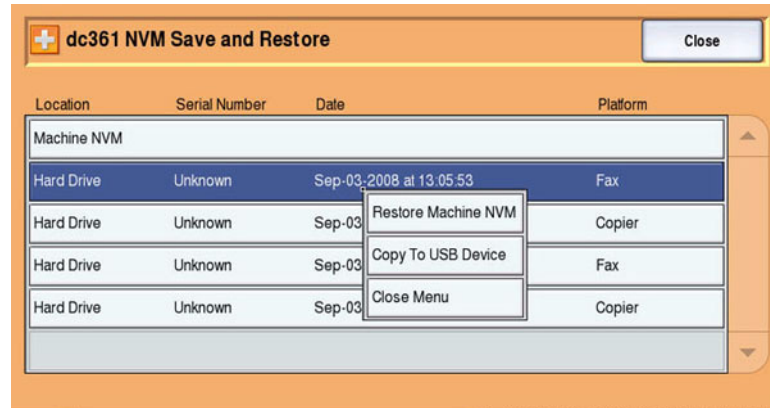 dc361 NVM Save and Restore
Close
Location Serial Number Date Platform
Machine NVM
Hard Drive Unknown Sep-03-2008 at 13:05:53 Fax
Restore Machine NVM
Hard Drive Unknown Sep-03 Copier
Copy To USB Device
Hard Drive Unknown Sep-03 Fax
Close Menu
Hard Drive Unknown Sep-03 Copier